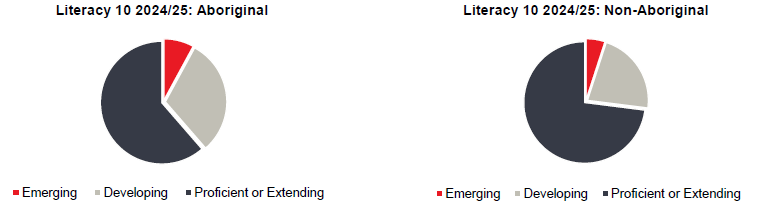 Literacy 10 2024/25: Aboriginal
Emerging Developing Proficient or Extending
Literacy 10 2024/25: Non-Aboriginal
Emerging Developing Proficient or Extending